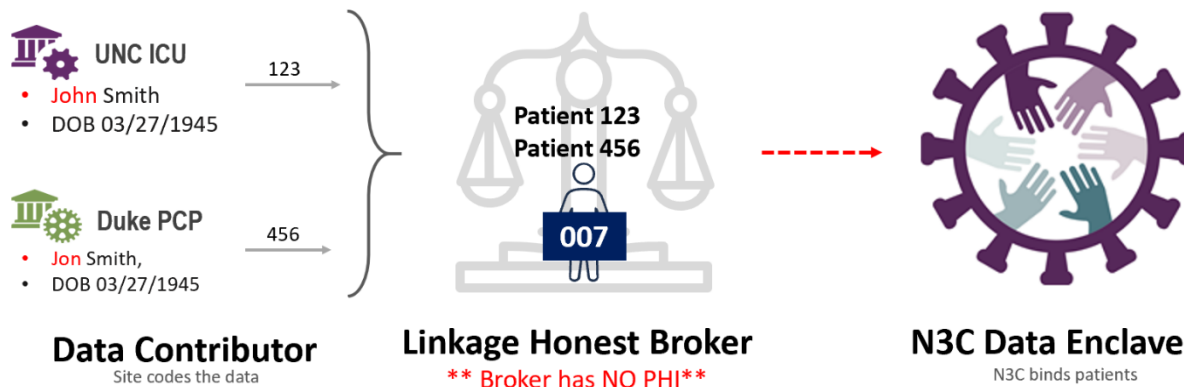 UNC ICU
• John Smith
• DOB 03/27/1945
123
Duke PCP
• Jon Smith,
• DOB 03/27/1945
456
Data Contributor
Site codes the data
Patient 123
Patient 456
007
Linkage Honest Broker
** Broker has NO PHI**
N3C Data Enclave
N3C binds patients